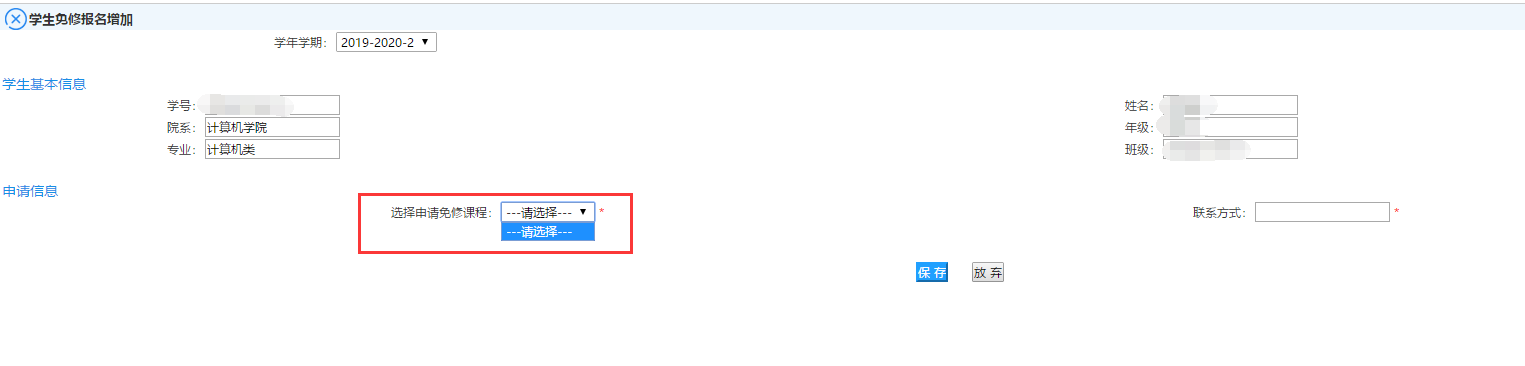 学生免修报名增加
学年学期： 2019-2020-2
学生基本信息
学号： 姓名：
院系： 计算机学院 年级：
专业： 计算机类 班级：
申请信息
选择申请免修课程： ---请选择--- * 联系方式： *
---请选择---
保 存 放 弃